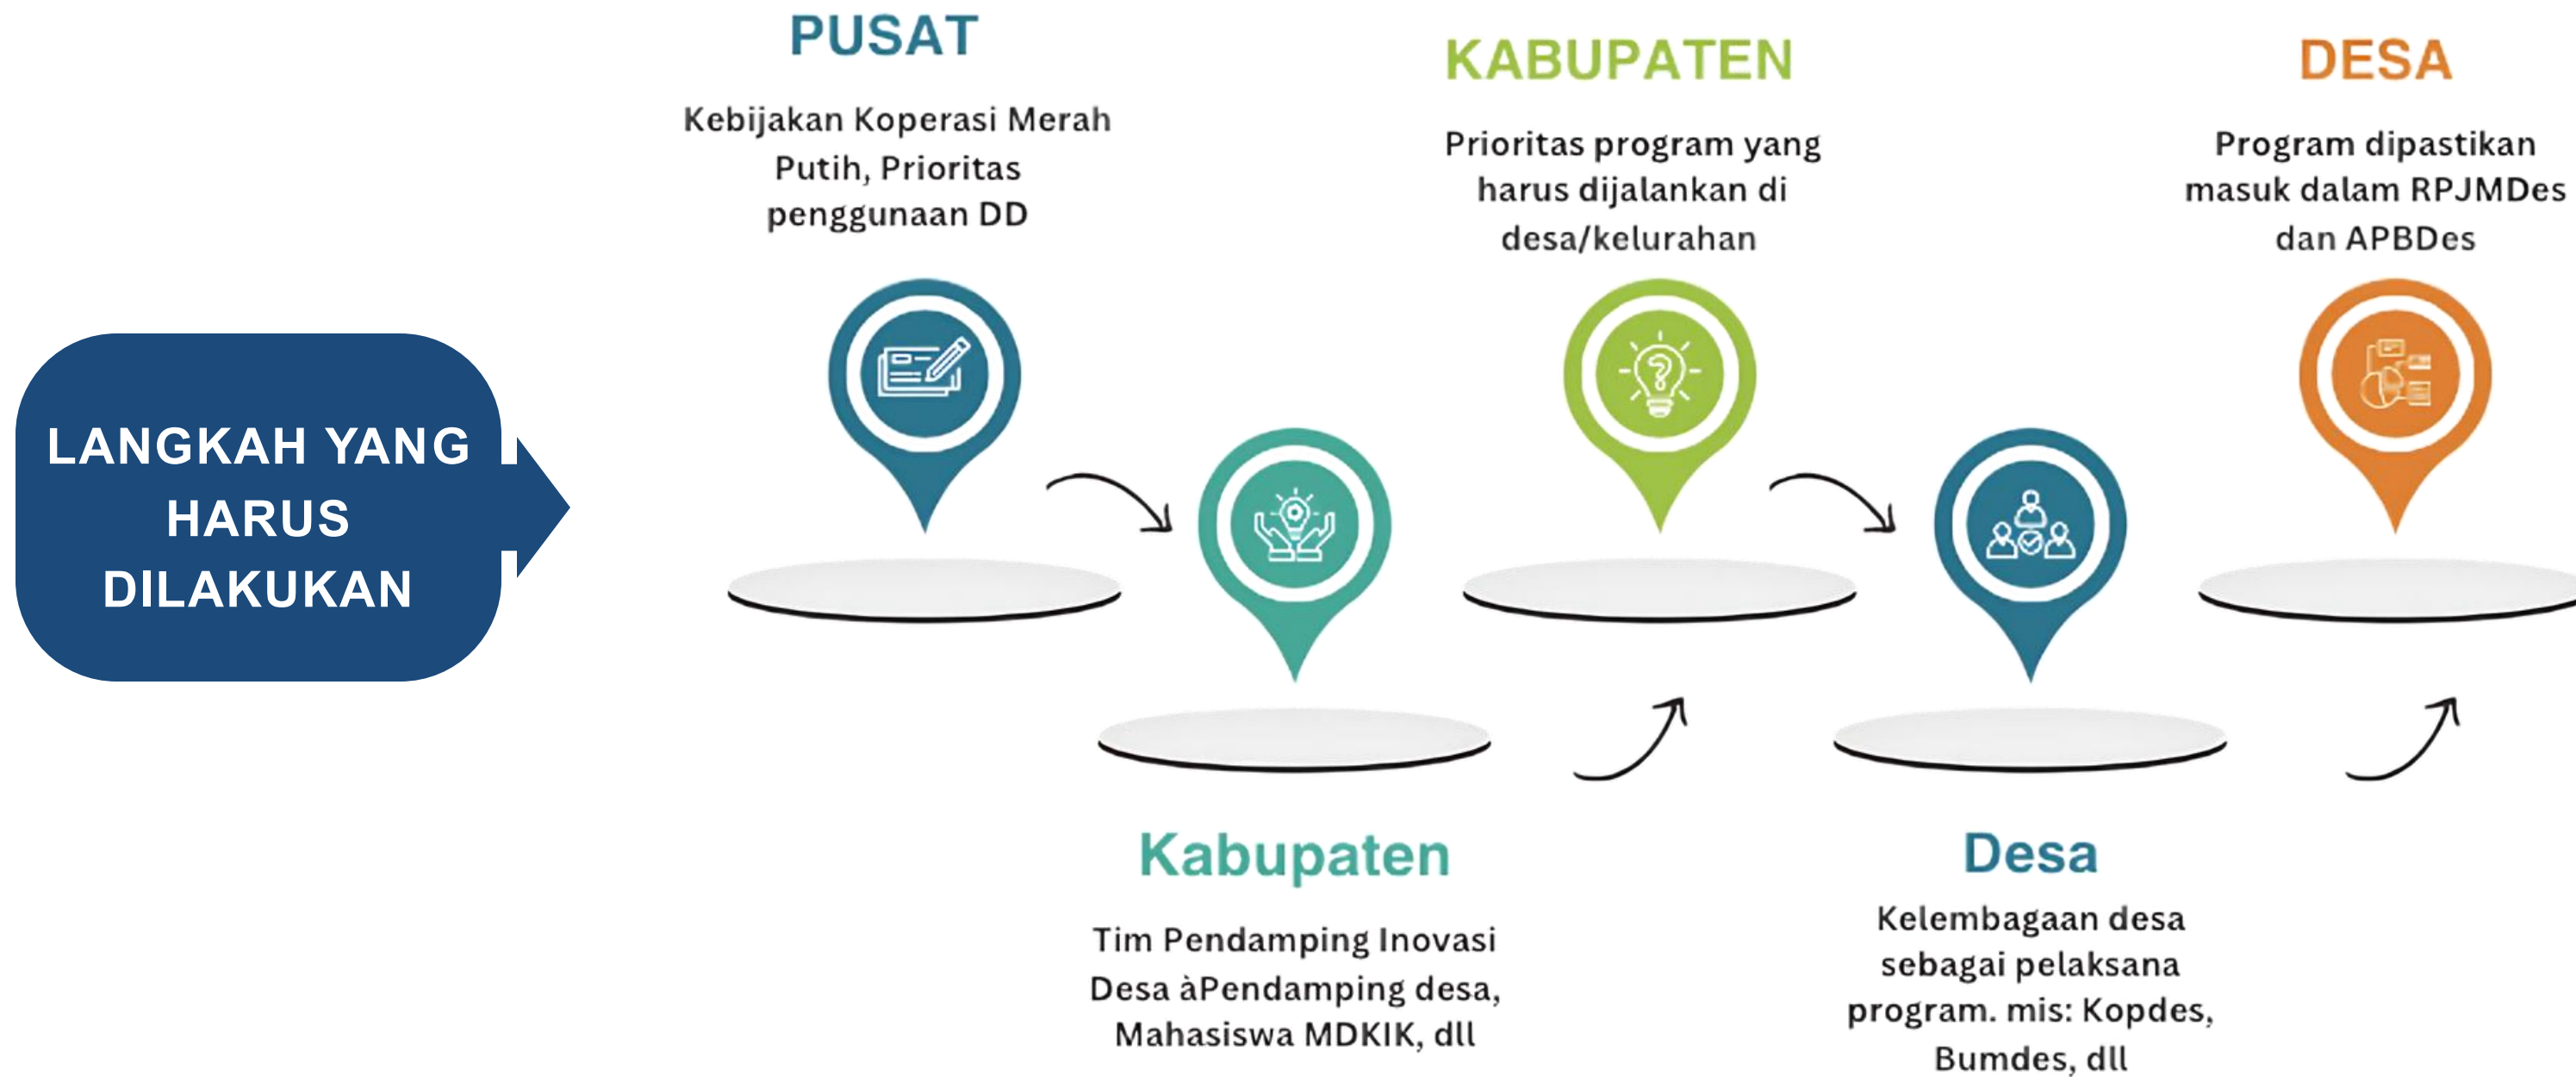 LANGKAH YANG
HARUS
DILAKUKAN
PUSAT
Kebijakan Koperasi Merah
Putih, Prioritas
penggunaan DD
Kabupaten
Tim Pendamping Inovasi
Desa àPendamping desa,
Mahasiswa MDKIK, dll
KABUPATEN
Prioritas program yang
harus dijalankan di
desa/kelurahan
Desa
Kelembagaan desa
sebagai pelaksana
program. mis: Kopdes,
Bumdes, dll
DESA
Program dipastikan
masuk dalam RPJMDes
dan APBDes